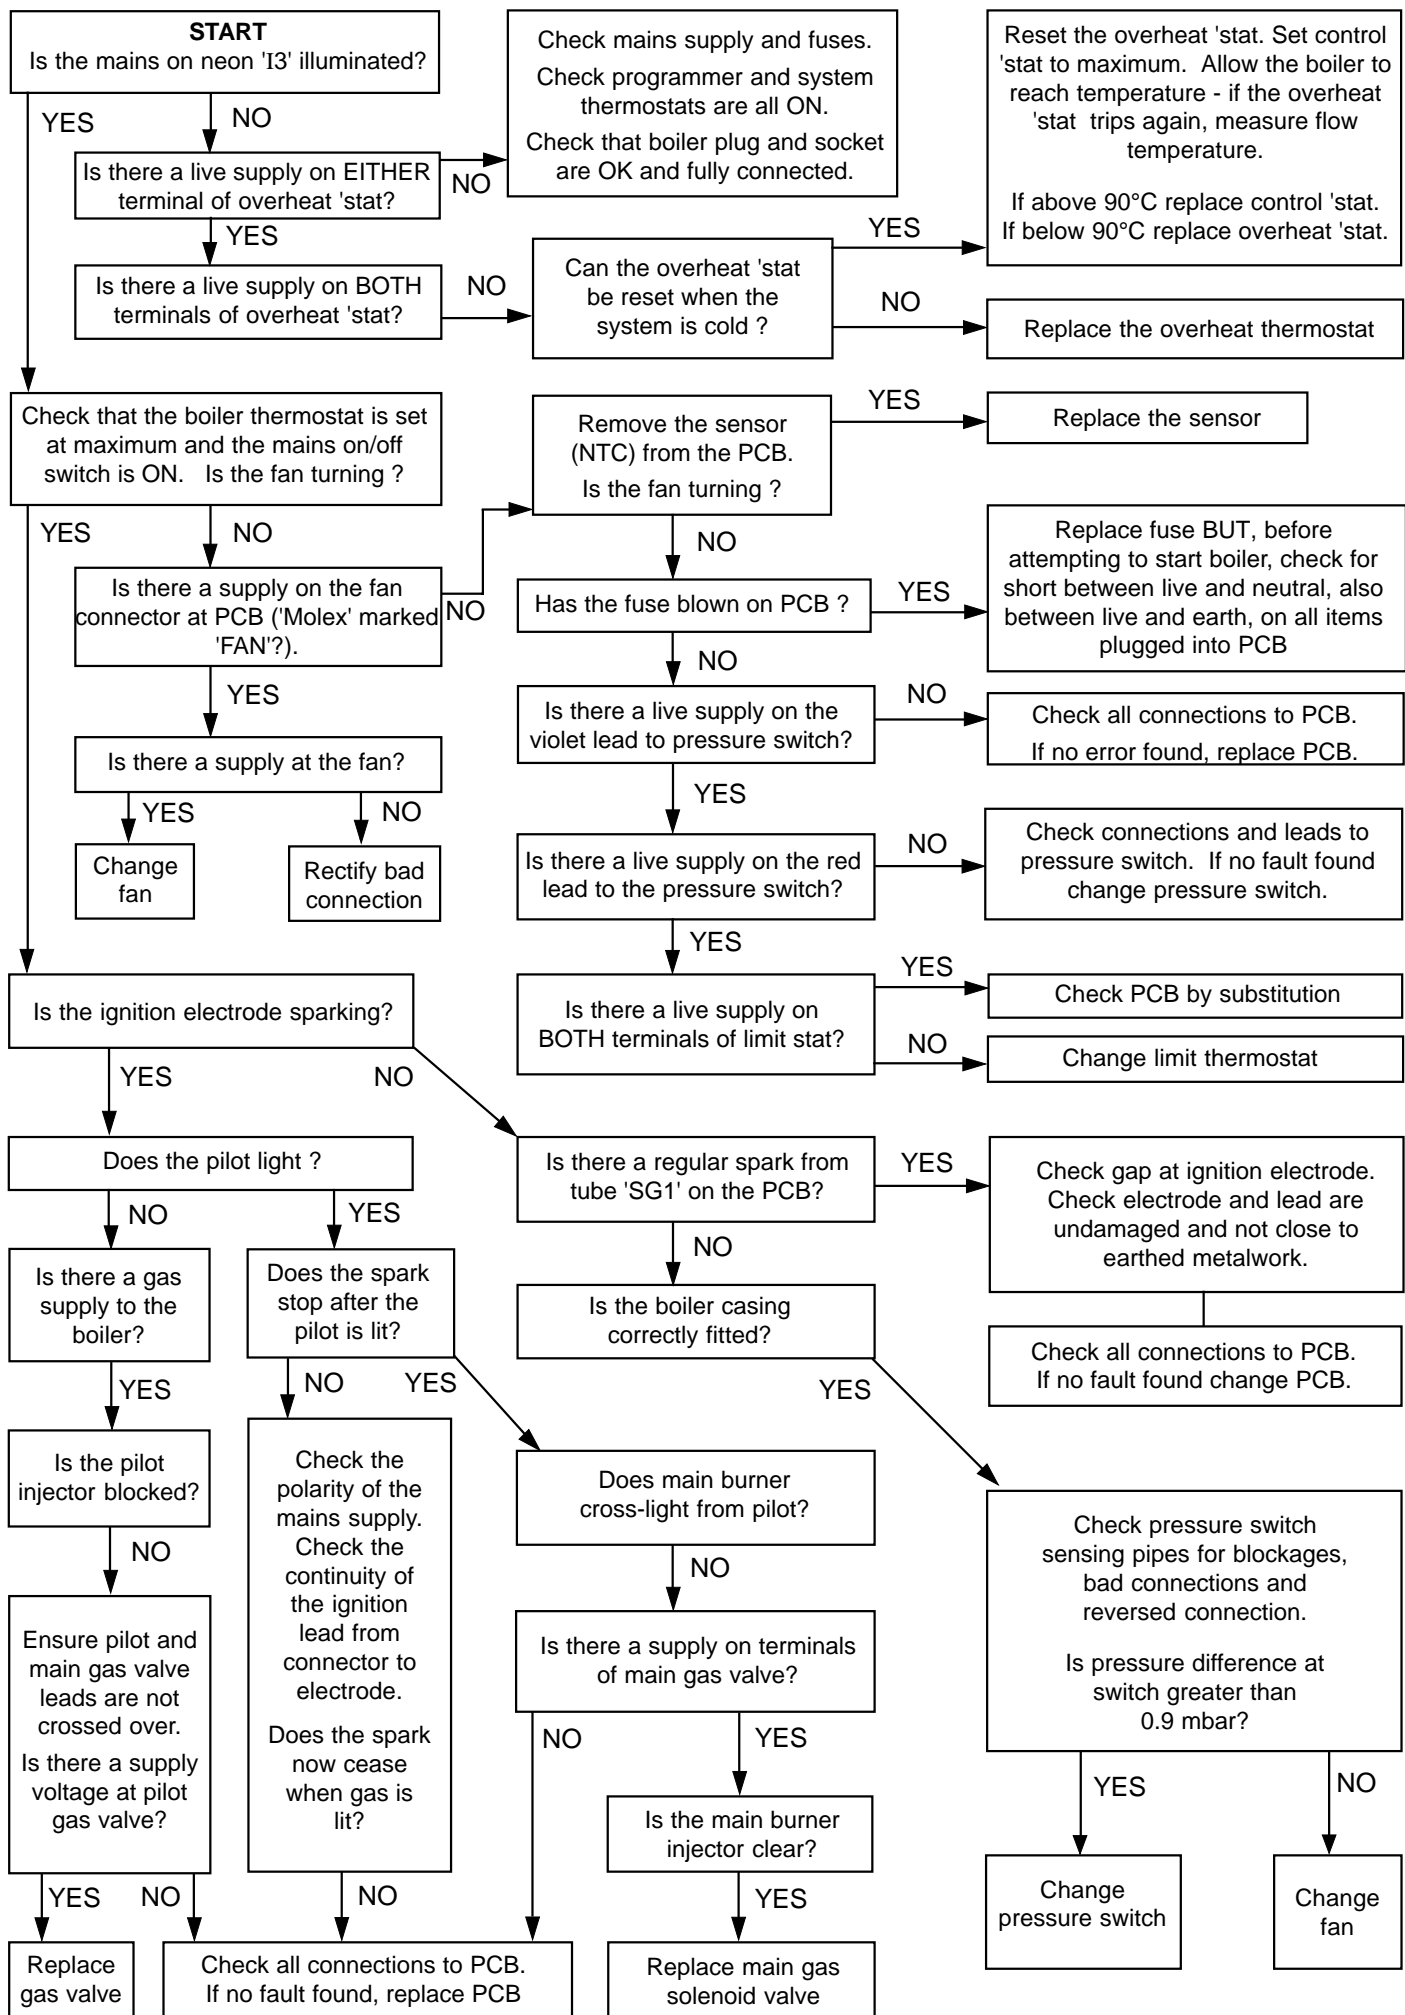 START
Is the mains on neon 'I3' illuminated?
YES
NO
Is there a live supply on EITHER
terminal of overheat 'stat?
NO
Check mains supply and fuses.
Check programmer and system
thermostats are all ON.
Check that boiler plug and socket
are OK and fully connected.
YES
Is there a live supply on BOTH
terminals of overheat 'stat?
NO
Can the overheat 'stat
be reset when the
system is cold ?
YES
Reset the overheat 'stat. Set control
'stat to maximum. Allow the boiler to
reach temperature - if the overheat
'stat trips again, measure flow
temperature.
If above 90°C replace control 'stat.
If below 90°C replace overheat 'stat.
NO
Replace the overheat thermostat
Check that the boiler thermostat is set
at maximum and the mains on/off
switch is ON. Is the fan turning ?
YES
NO
Is there a supply on the fan
connector at PCB ('Molex' marked
'FAN'?).
NO
YES
Is there a supply at the fan?
YES
NO
Change
fan
Rectify bad
connection
Remove the sensor
(NTC) from the PCB.
Is the fan turning ?
YES
Replace the sensor
NO
Has the fuse blown on PCB ?
YES
Replace fuse BUT, before
attempting to start boiler, check for
short between live and neutral, also
between live and earth, on all items
plugged into PCB
NO
Is there a live supply on the
violet lead to pressure switch?
NO
Check all connections to PCB.
If no error found, replace PCB.
YES
Is there a live supply on the red
lead to the pressure switch?
NO
Check connections and leads to
pressure switch. If no fault found
change pressure switch.
YES
Is there a live supply on
BOTH terminals of limit stat?
YES
Check PCB by substitution
NO
Change limit thermostat
Is the ignition electrode sparking?
YES
NO
Does the pilot light ?
NO
YES
Is there a gas
supply to the
boiler?
YES
Is the pilot
injector blocked?
NO
Ensure pilot and
main gas valve
leads are not
crossed over.
Is there a supply
voltage at pilot
gas valve?
YES
NO
Replace
gas valve
Does the spark
stop after the
pilot is lit?
NO
YES
Check the
polarity of the
mains supply.
Check the
continuity of
the ignition
lead from
connector to
electrode.
Does the spark
now cease
when gas is
lit?
NO
Check all connections to PCB.
If no fault found, replace PCB
Is there a regular spark from
tube 'SG1' on the PCB?
YES
Check gap at ignition electrode.
Check electrode and lead are
undamaged and not close to
earthed metalwork.
Check all connections to PCB.
If no fault found change PCB.
NO
Is the boiler casing
correctly fitted?
YES
Does main burner
cross-light from pilot?
NO
Is there a supply on terminals
of main gas valve?
NO
YES
Is the main burner
injector clear?
YES
Replace main gas
solenoid valve
Check pressure switch
sensing pipes for blockages,
bad connections and
reversed connection.
Is pressure difference at
switch greater than
0.9 mbar?
YES
NO
Change
pressure switch
Change
fan